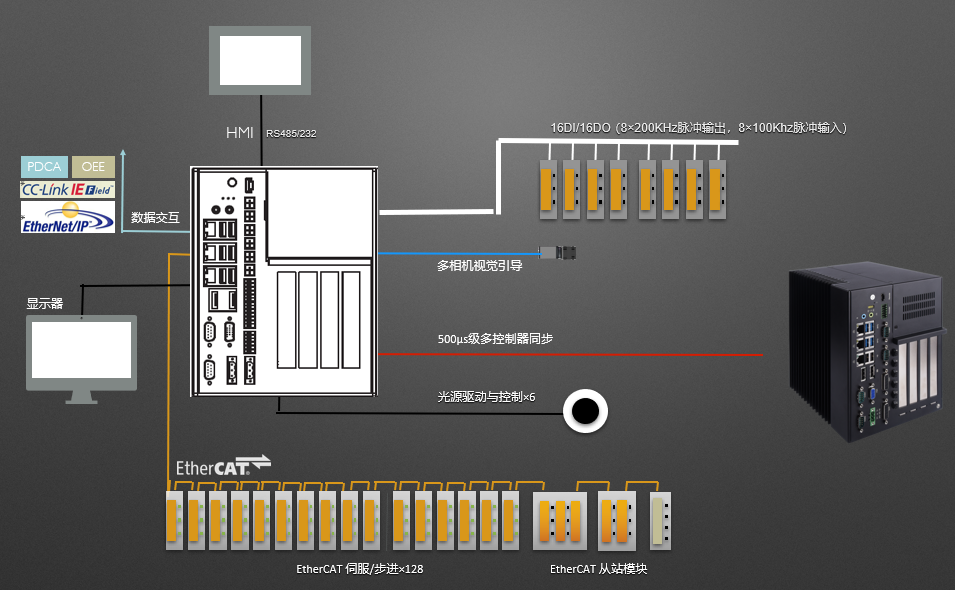 HMI RS485/232
16DI/16DO (8×200KHz脉冲输出，8×100Khz脉冲输入)
PDCA OEE
CC-Link IE Field
EtherNet/IP
数据交互
多相机视觉引导
显示器
500μs级多控制器同步
光源驱动与控制×6
EtherCAT
EtherCAT 伺服/步进×128
EtherCAT 从站模块